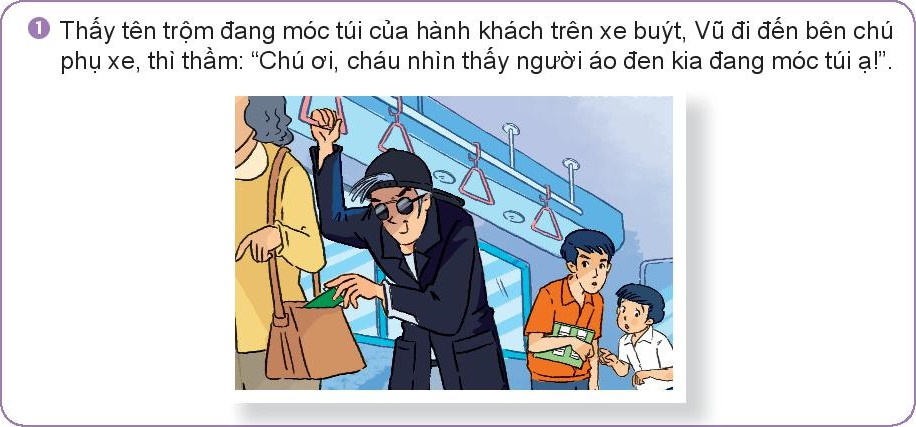 1 Thấy tên trộm đang móc túi của hành khách trên xe buýt, Vũ đi đến bên chú
phụ xe, thì thầm: “Chú ơi, cháu nhìn thấy người áo đen kia đang móc túi ạ!”.